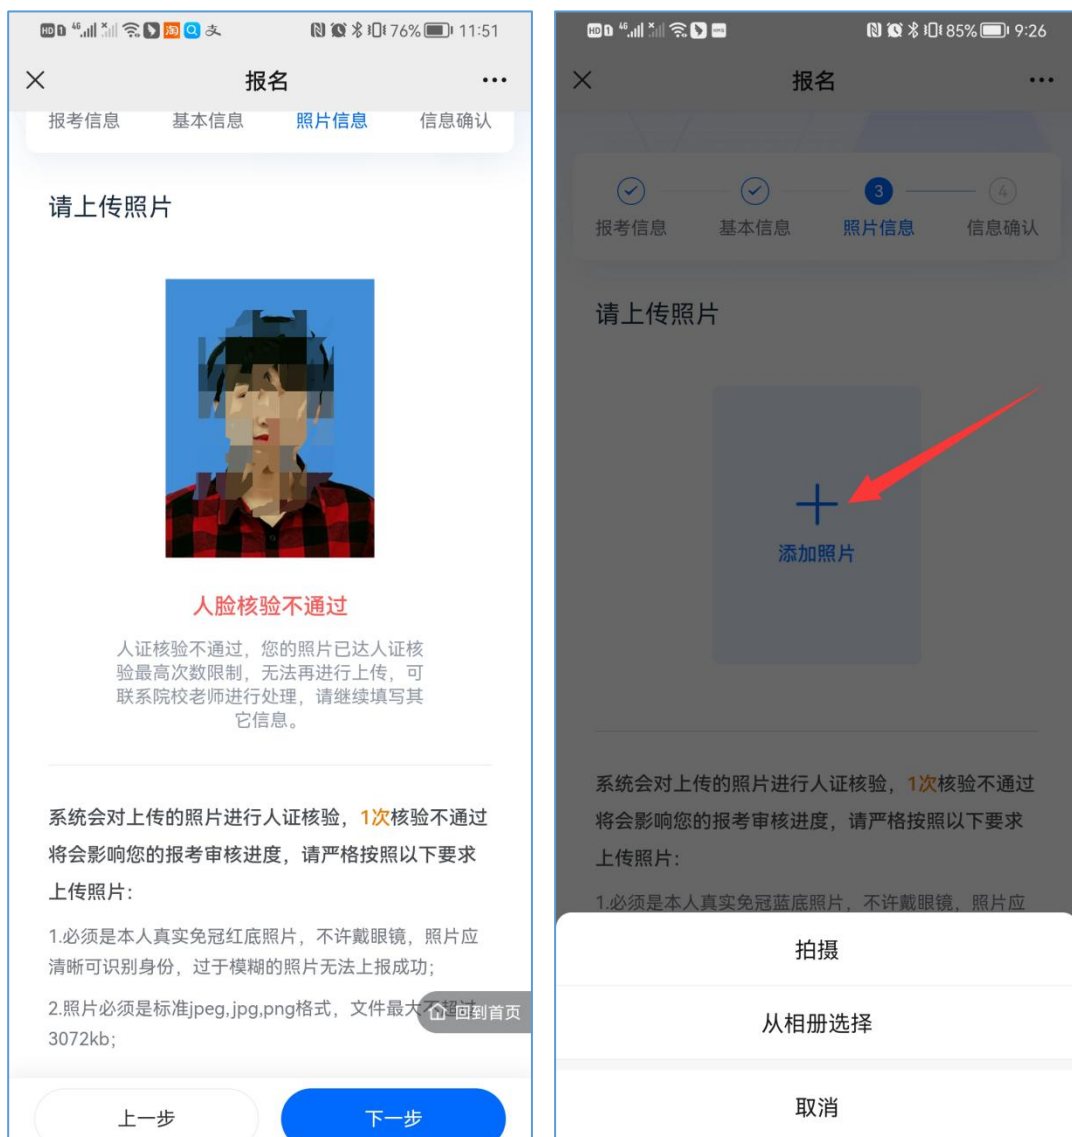 HD 1 4G 淘 支 76% 11:51
报名
报考信息 基本信息 照片信息 信息确认
请上传照片
人脸核验不通过
人证核验不通过，您的照片已达人证核
验最高次数限制，无法再进行上传，可
联系院校老师进行处理，请继续填写其
它信息。
系统会对上传的照片进行人证核验，1次核验不通过
将会影响您的报考审核进度，请严格按照以下要求
上传照片：
1.必须是本人真实免冠红底照片，不许戴眼镜，照片应
清晰可识别身份，过于模糊的照片无法上报成功；
2.照片必须是标准jpeg,jpg,png格式，文件最大不超过
3072kb；
回到首页
上一步 下一步
HD 1 4G 85% 9:26
报名
3 4
报考信息 基本信息 照片信息 信息确认
请上传照片
添加照片
系统会对上传的照片进行人证核验，1次核验不通过
将会影响您的报考审核进度，请严格按照以下要求
上传照片：
1.必须是本人真实免冠蓝底照片，不许戴眼镜，照片应
拍摄
从相册选择
取消